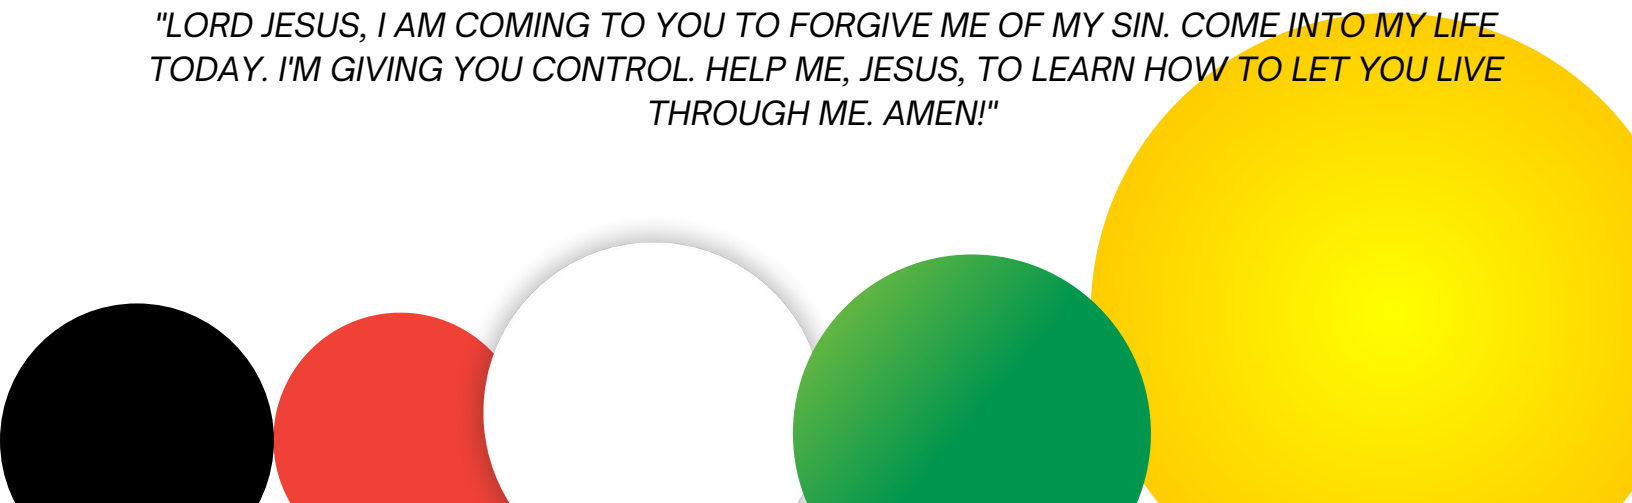 "LORD JESUS, I AM COMING TO YOU TO FORGIVE ME OF MY SIN. COME INTO MY LIFE
TODAY. I'M GIVING YOU CONTROL. HELP ME, JESUS, TO LEARN HOW TO LET YOU LIVE
THROUGH ME. AMEN!"